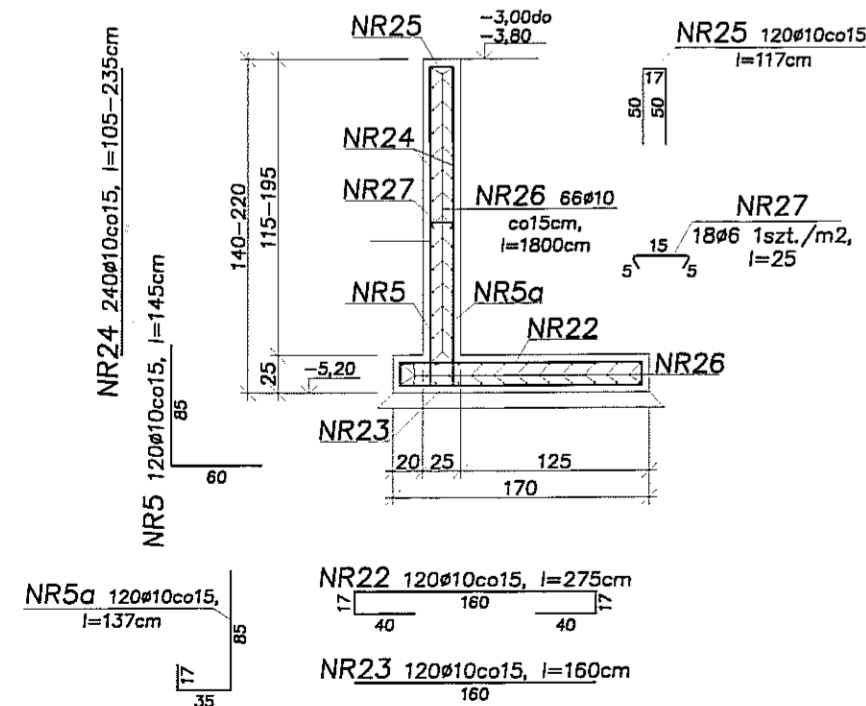 NR25
-3,00do
-3,80
NR25 120ø10co15
l=117cm
17
50
50
NR24 240ø10co15, l=105-235cm
140-220
115-195
25
NR24
NR27
NR26 66ø10
co15cm,
l=1800cm
NR27
18ø6 1szt./m2,
l=25
15
5
5
NR5
NR5a
NR22
NR26
-5,20
NR23
20
25
125
170
NR5 120ø10co15, l=145cm
85
60
NR5a 120ø10co15,
l=137cm
85
17
35
NR22 120ø10co15, l=275cm
17
160
17
40
40
NR23 120ø10co15, l=160cm
160